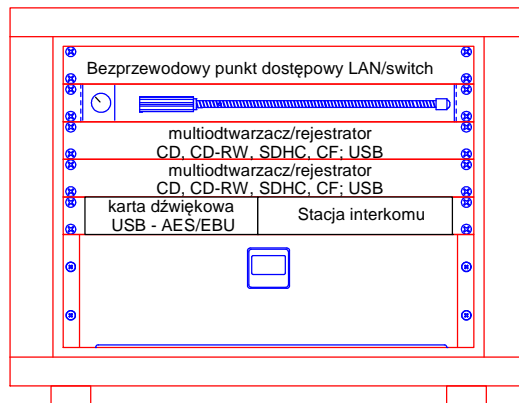 Bezprzewodowy punkt dostępowy LAN/switch
multiodtwarzacz/rejestrator
CD, CD-RW, SDHC, CF; USB
multiodtwarzacz/rejestrator
CD, CD-RW, SDHC, CF; USB
karta dźwiękowa
USB - AES/EBU
Stacja interkomu